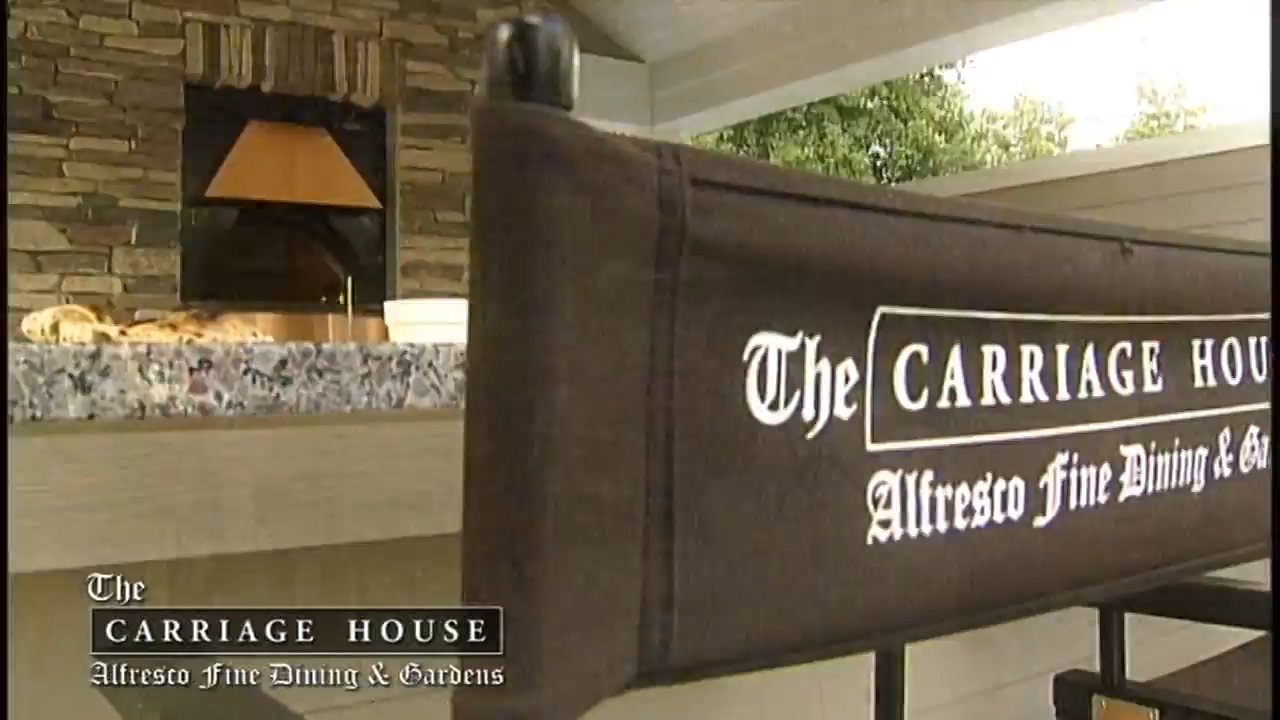 The
CARRIAGE HOU
Alfresco Fine Dining & Ga
The
CARRIAGE HOUSE
Alfresco Fine Dining & Gardens